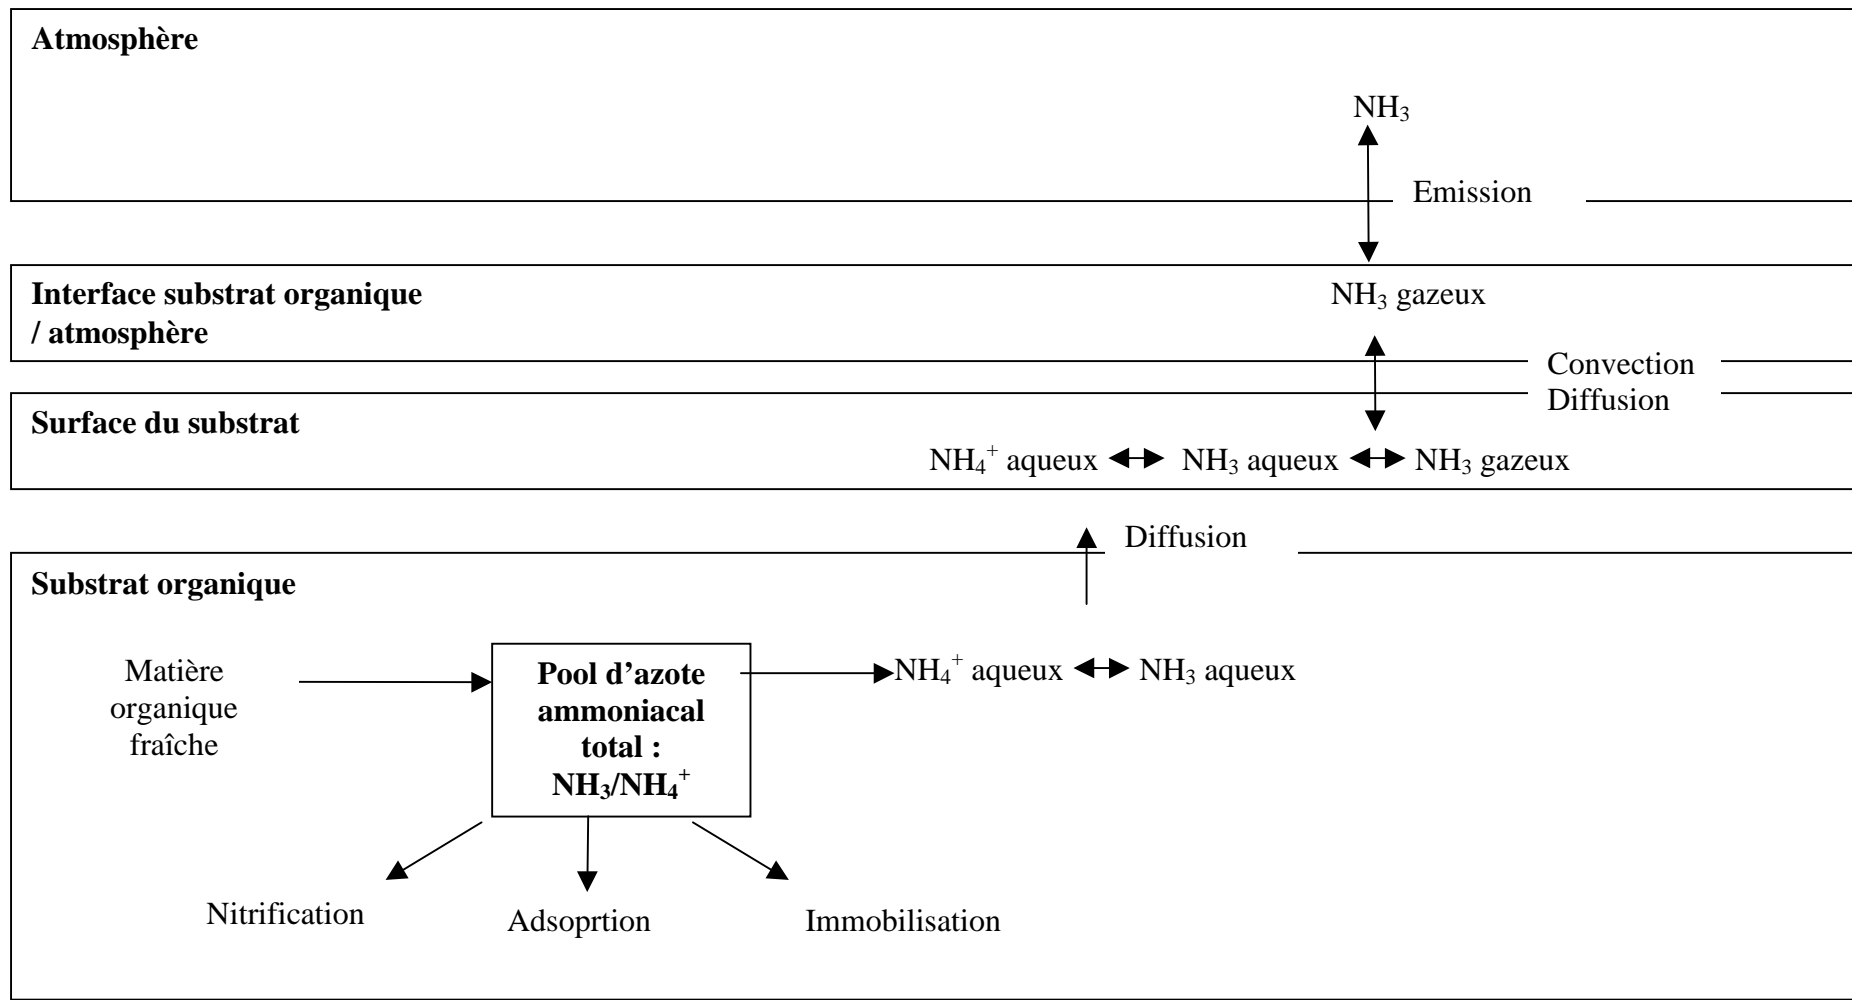 Atmosphère
NH₃
Emission
Interface substrat organique
/ atmosphère
NH₃ gazeux
Convection
Diffusion
Surface du substrat
NH₄⁺ aqueux NH₃ aqueux NH₃ gazeux
Diffusion
Substrat organique
Matière
organique
fraîche
Pool d’azote
ammoniacal
total :
NH₃/NH₄⁺
NH₄⁺ aqueux NH₃ aqueux
Nitrification
Adsoprtion
Immobilisation